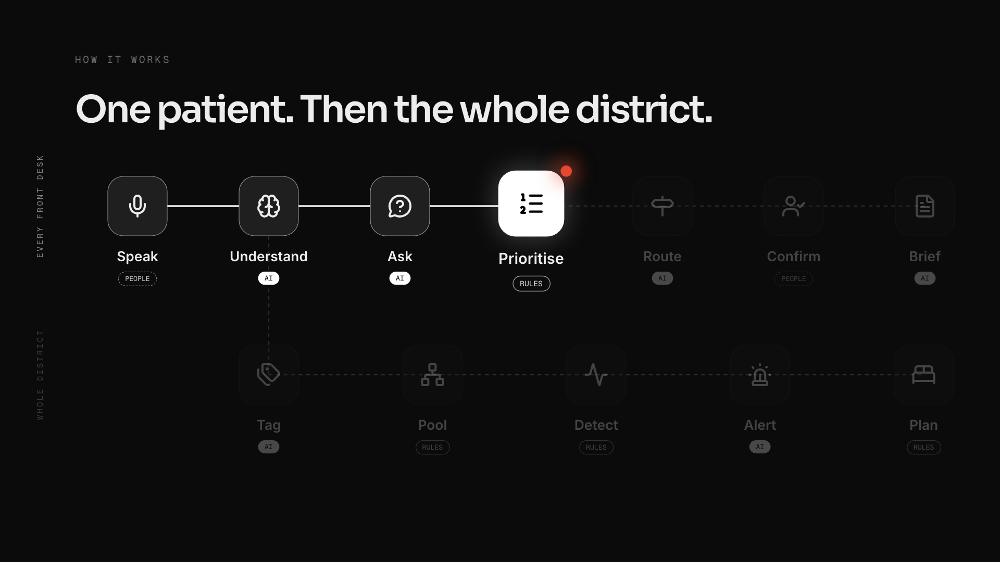 HOW IT WORKS
One patient. Then the whole district.
EVERY FRONT DESK
1
2
Speak
Understand
Ask
Prioritise
Route
Confirm
Brief
PEOPLE
AI
AI
RULES
AI
PEOPLE
AI
WHOLE DISTRICT
Tag
Pool
Detect
Alert
Plan
AI
RULES
RULES
AI
RULES